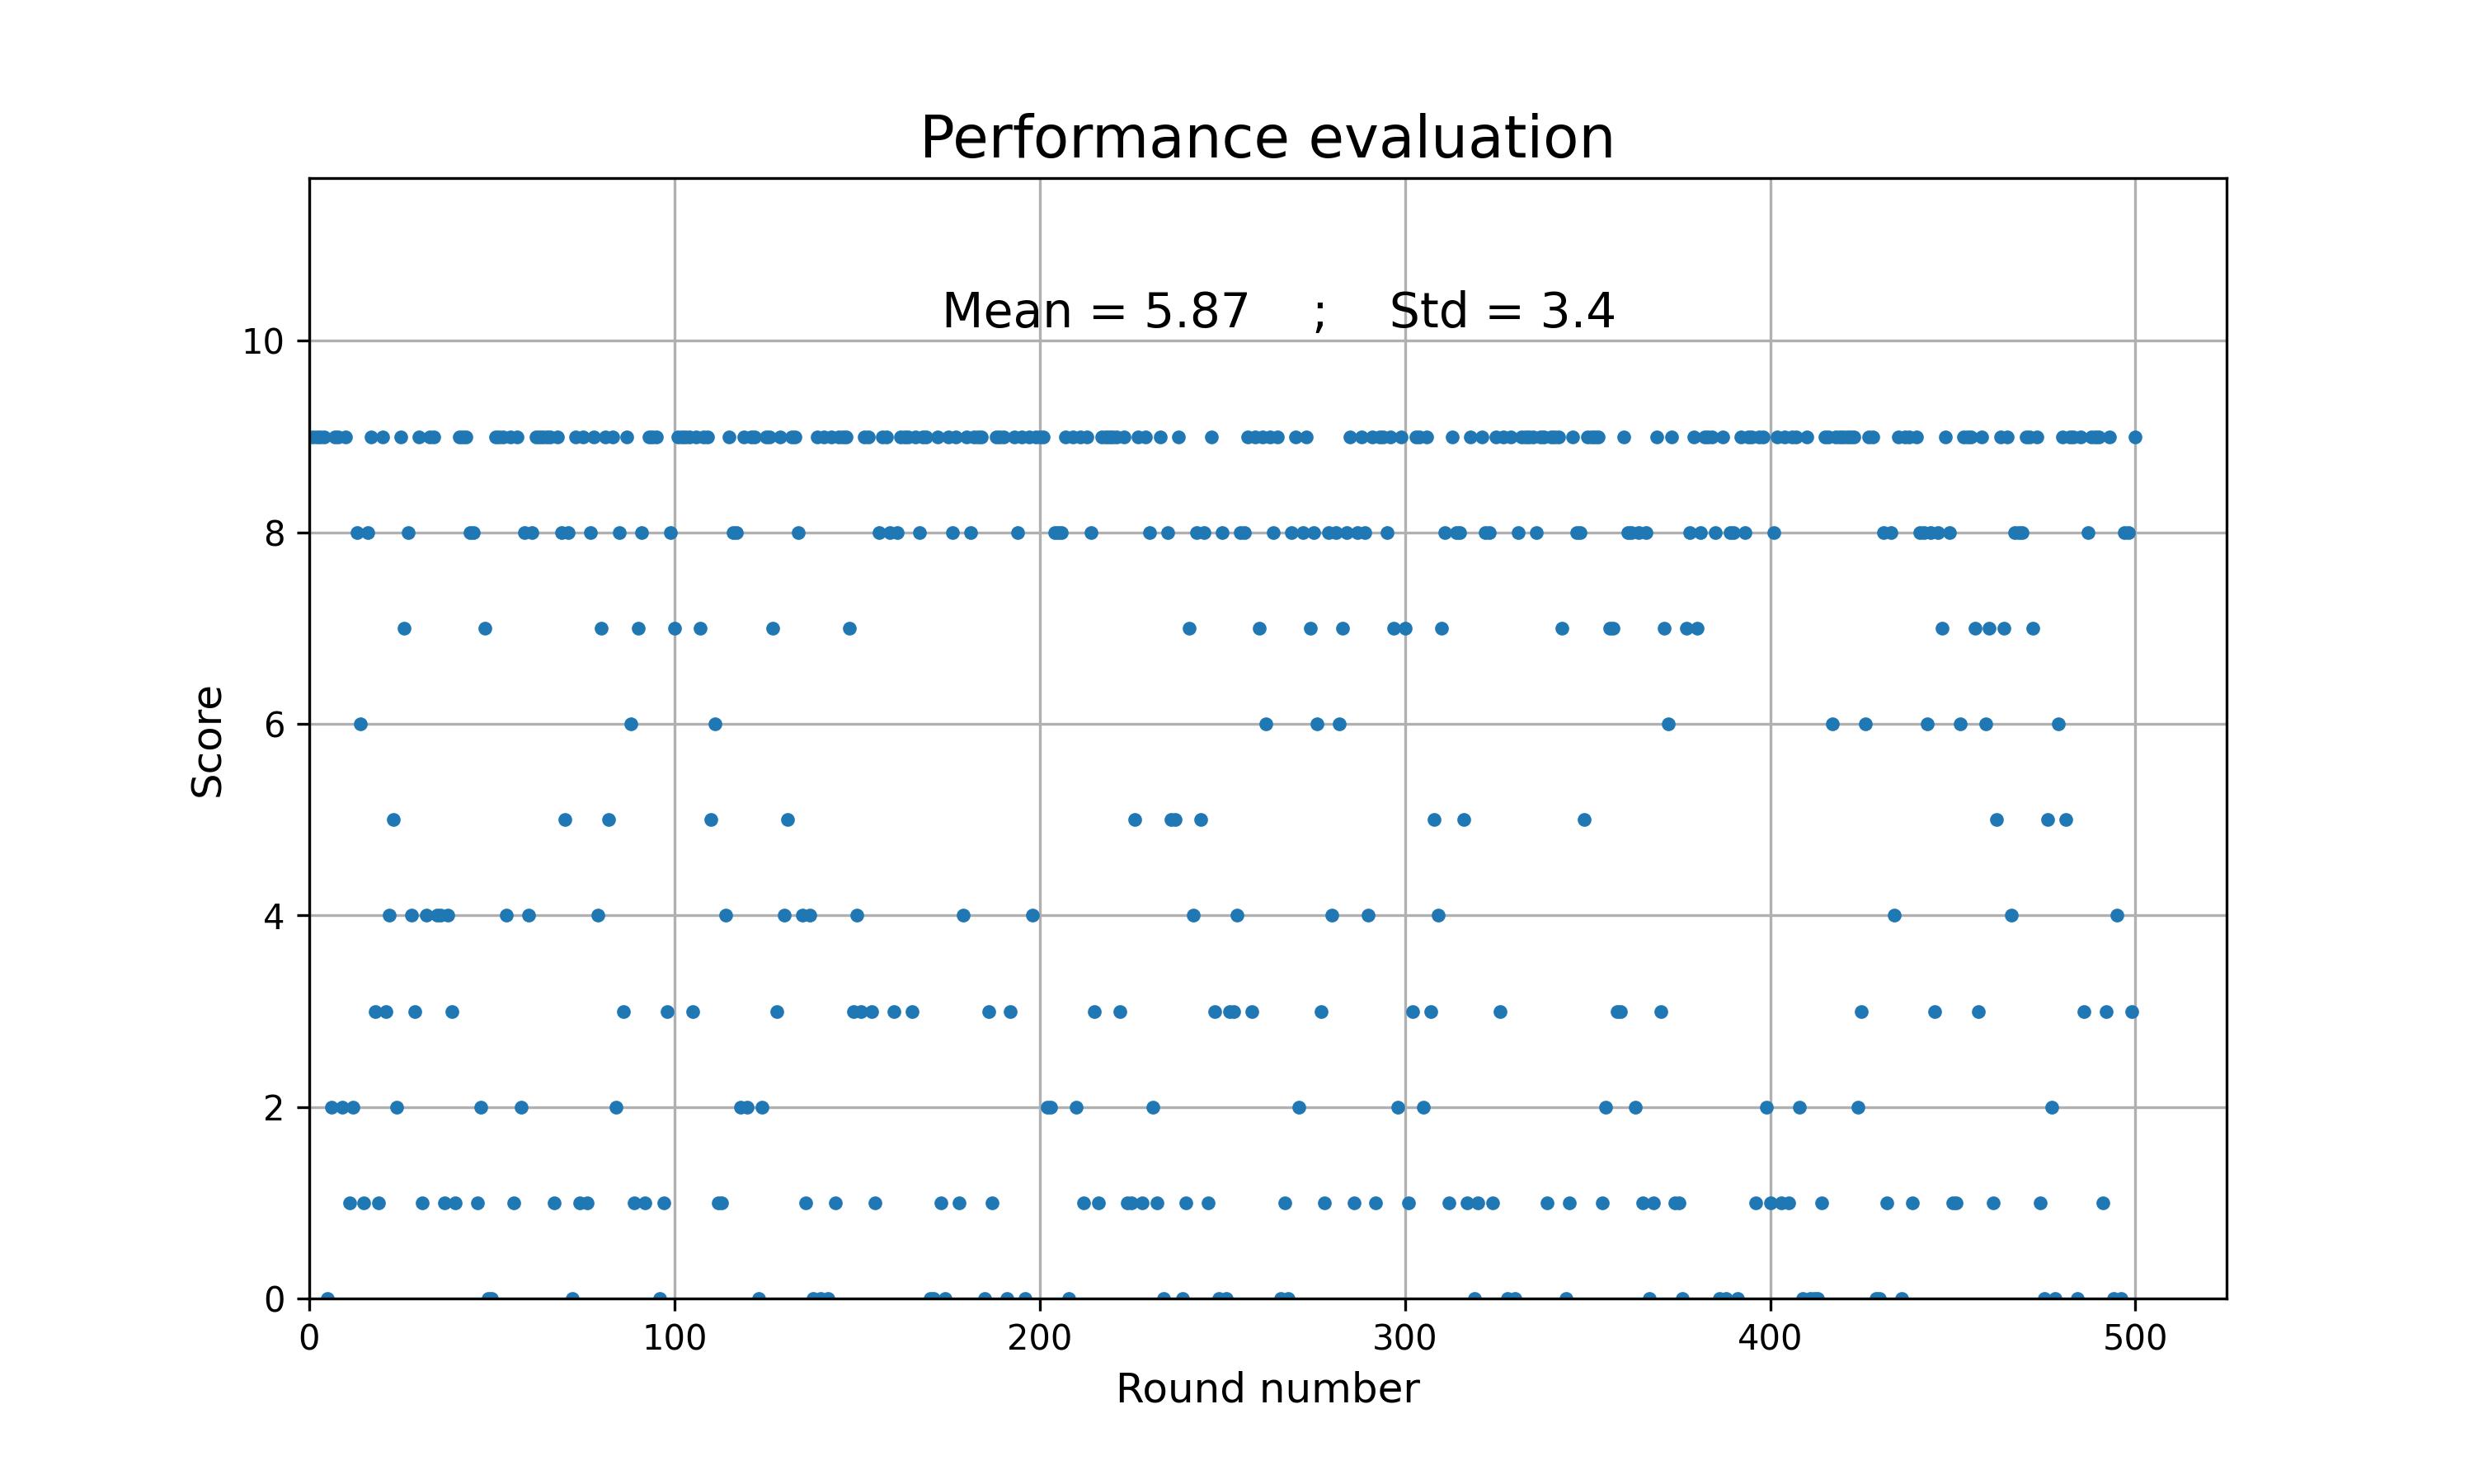 Performance evaluation
Mean = 5.87 ; Std = 3.4
10
8
6
4
2
0
Score
0 100 200 300 400 500
Round number